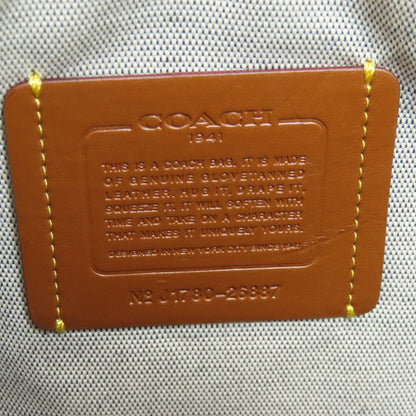 COACH
1941
THIS IS A COACH BAG. IT IS MADE
OF GENUINE GLOVETANNED
LEATHER. HUG IT, DRAPE IT,
SQUEEZE IT. IT WILL SOFTEN WITH
TIME AND TAKE ON A CHARACTER
THAT MAKES IT UNIQUELY YOURS.
DESIGNED IN NEW YORK CITY SINCE 1941
Nº J1780-26887